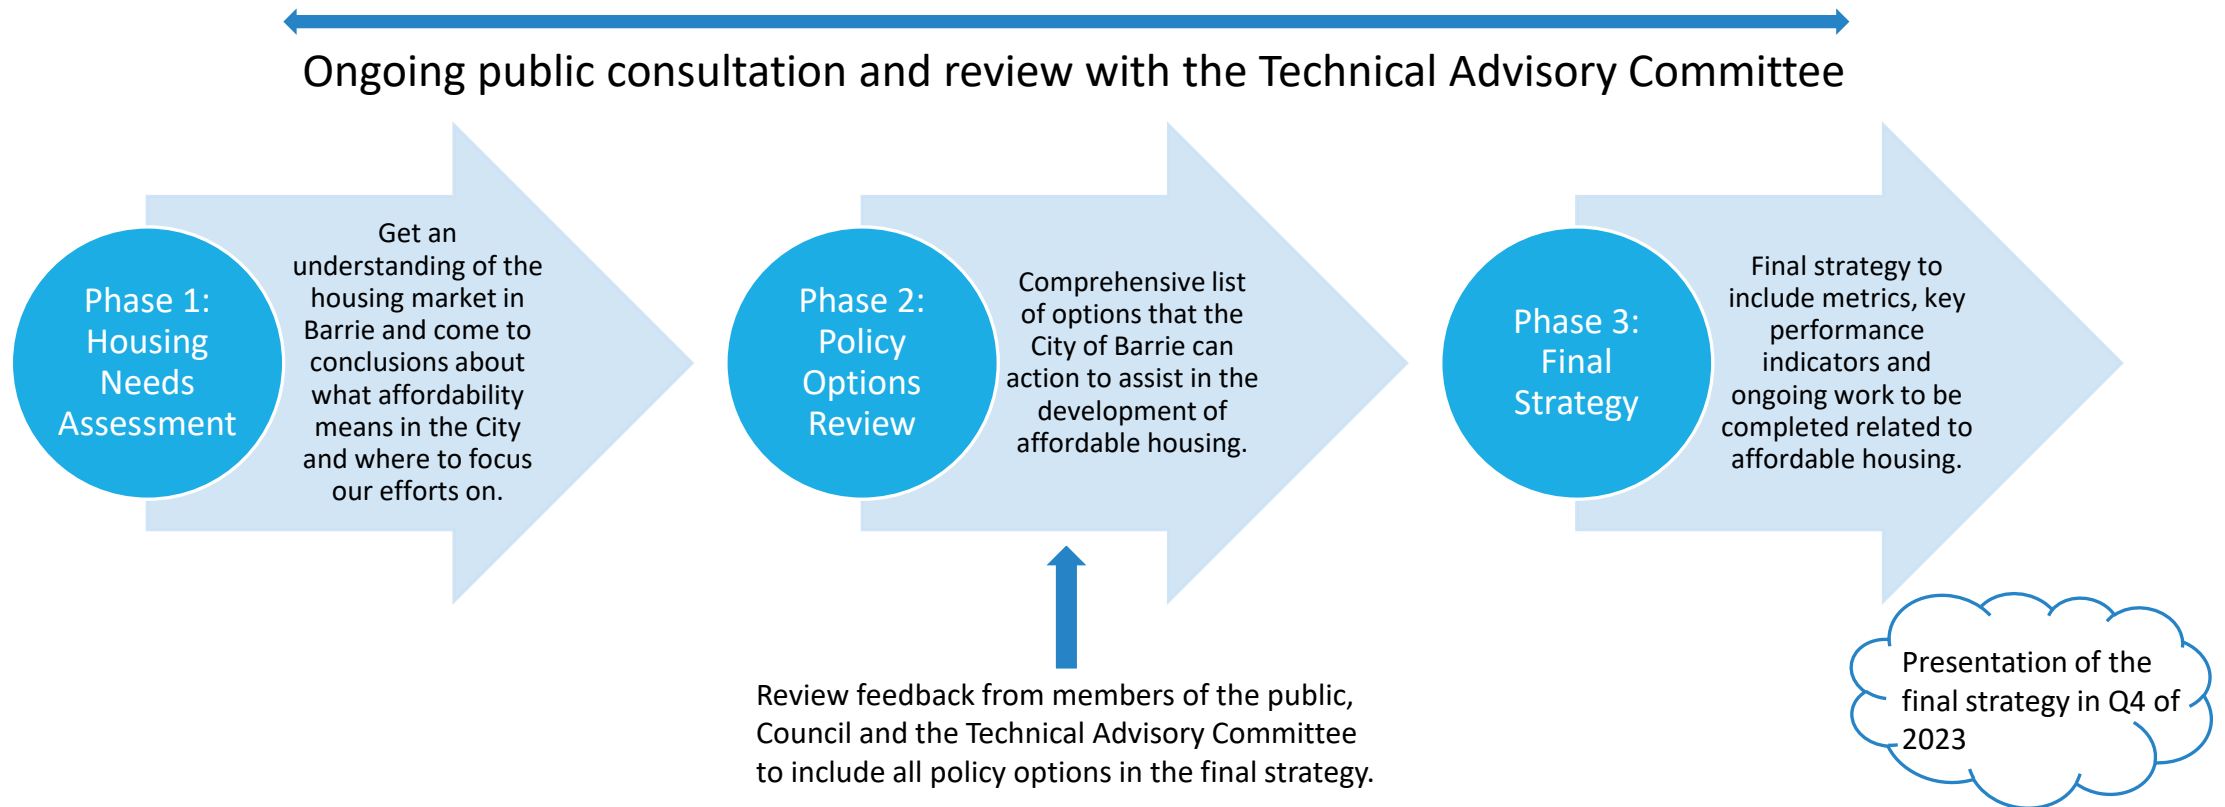 Ongoing public consultation and review with the Technical Advisory Committee
Phase 1:
Housing
Needs
Assessment
Get an
understanding of the
housing market in
Barrie and come to
conclusions about
what affordability
means in the City
and where to focus
our efforts on.
Phase 2:
Policy
Options
Review
Comprehensive list
of options that the
City of Barrie can
action to assist in the
development of
affordable housing.
Phase 3:
Final
Strategy
Final strategy to
include metrics, key
performance
indicators and
ongoing work to be
completed related to
affordable housing.
Review feedback from members of the public,
Council and the Technical Advisory Committee
to include all policy options in the final strategy.
Presentation of the
final strategy in Q4 of
2023